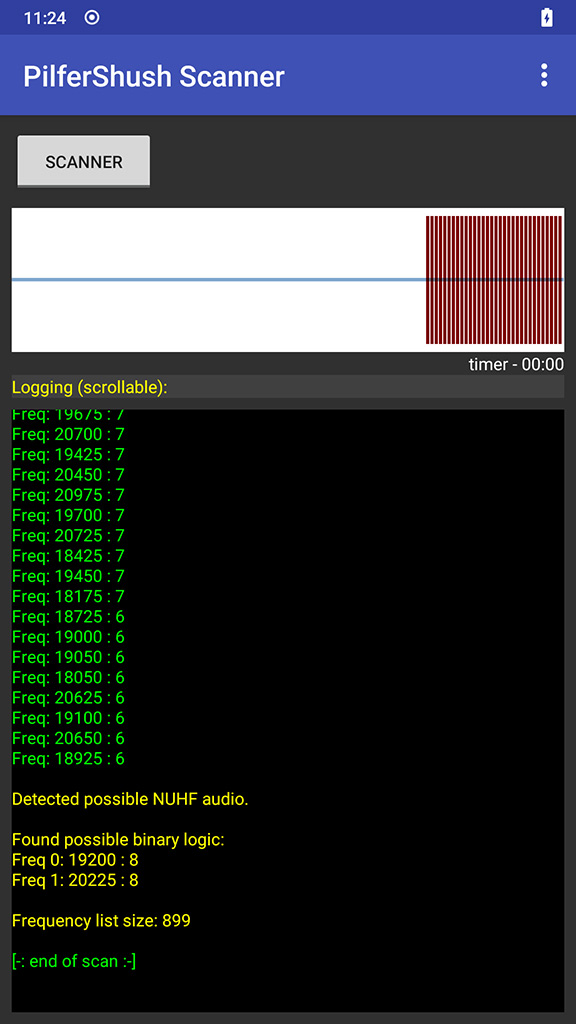 11:24
PilferShush Scanner
SCANNER
timer - 00:00
Logging (scrollable):
Freq: 19675 : 7
Freq: 20700 : 7
Freq: 19425 : 7
Freq: 20450 : 7
Freq: 20975 : 7
Freq: 19700 : 7
Freq: 20725 : 7
Freq: 18425 : 7
Freq: 19450 : 7
Freq: 18175 : 7
Freq: 18725 : 6
Freq: 19000 : 6
Freq: 19050 : 6
Freq: 18050 : 6
Freq: 20625 : 6
Freq: 19100 : 6
Freq: 20650 : 6
Freq: 18925 : 6
Detected possible NUHF audio.
Found possible binary logic:
Freq 0: 19200 : 8
Freq 1: 20225 : 8
Frequency list size: 899
[-: end of scan :-]